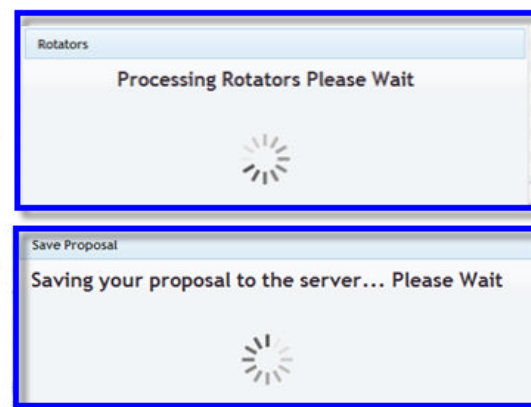 Rotators
Processing Rotators Please Wait
Save Proposal
Saving your proposal to the server... Please Wait